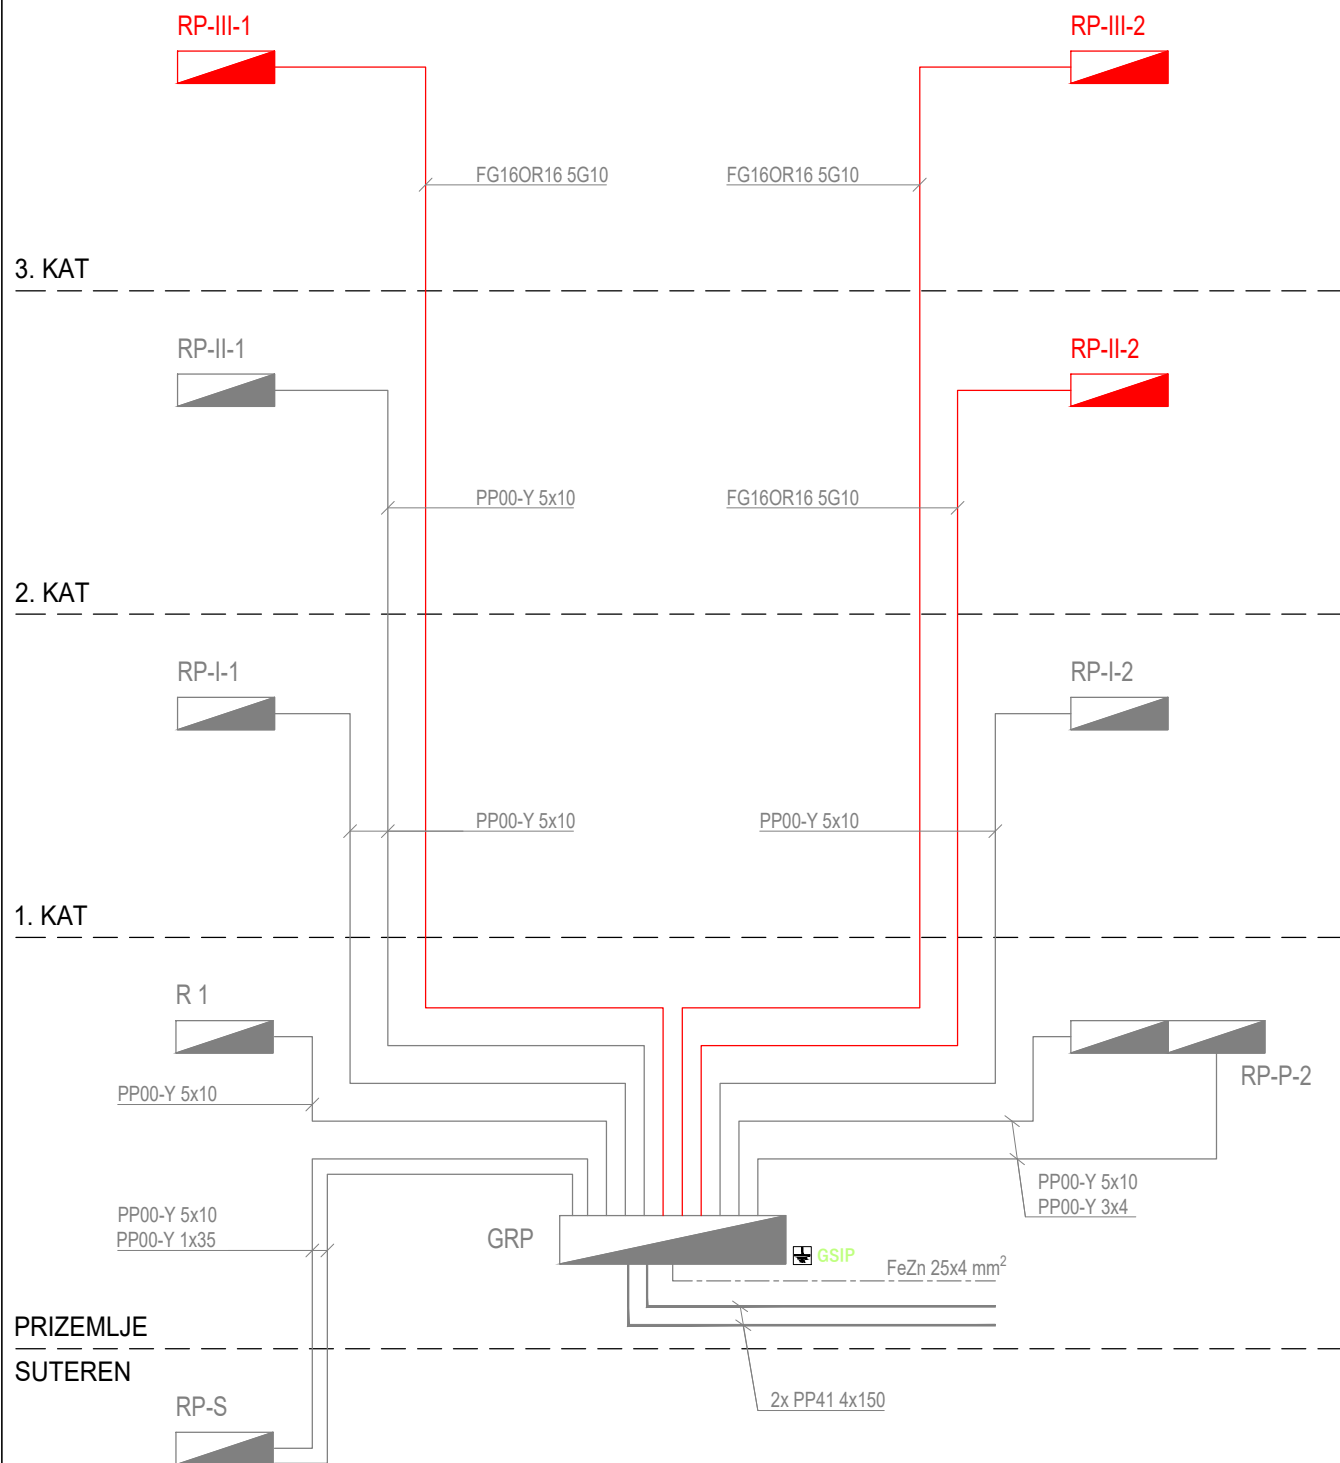 RP-III-1
RP-III-2
FG16OR16 5G10
FG16OR16 5G10
3. KAT
RP-II-1
RP-II-2
PP00-Y 5x10
FG16OR16 5G10
2. KAT
RP-I-1
RP-I-2
PP00-Y 5x10
PP00-Y 5x10
1. KAT
R 1
RP-P-2
PP00-Y 5x10
PP00-Y 5x10
PP00-Y 3x4
PP00-Y 5x10
PP00-Y 1x35
GRP
GSIP
FeZn 25x4 mm²
PRIZEMLJE
SUTEREN
2x PP41 4x150
RP-S